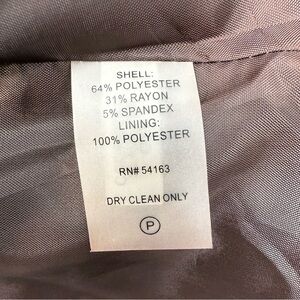 SHELL:
64% POLYESTER
31% RAYON
5% SPANDEX
LINING:
100% POLYESTER
RN# 54163
DRY CLEAN ONLY
P